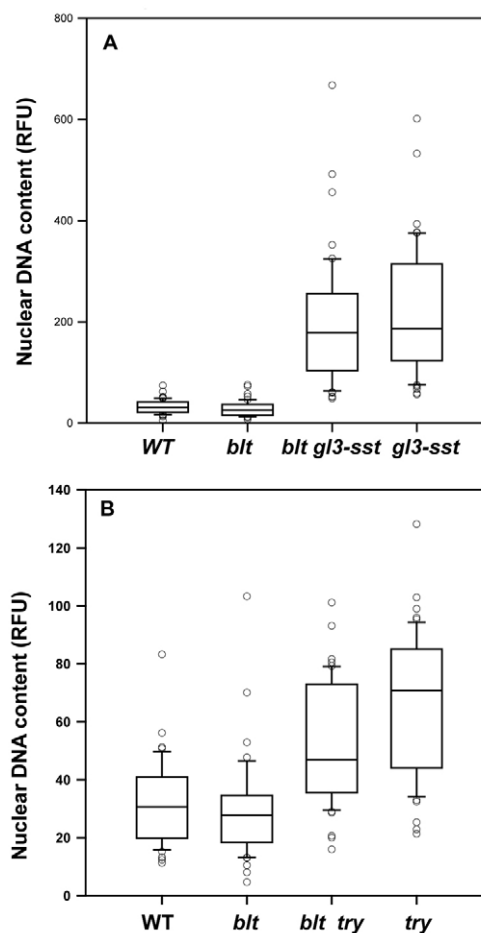 A
Nuclear DNA content (RFU)
800
600
400
200
0
WT blt blt gl3-sst gl3-sst
B
Nuclear DNA content (RFU)
140
120
100
80
60
40
20
0
WT blt blt try try